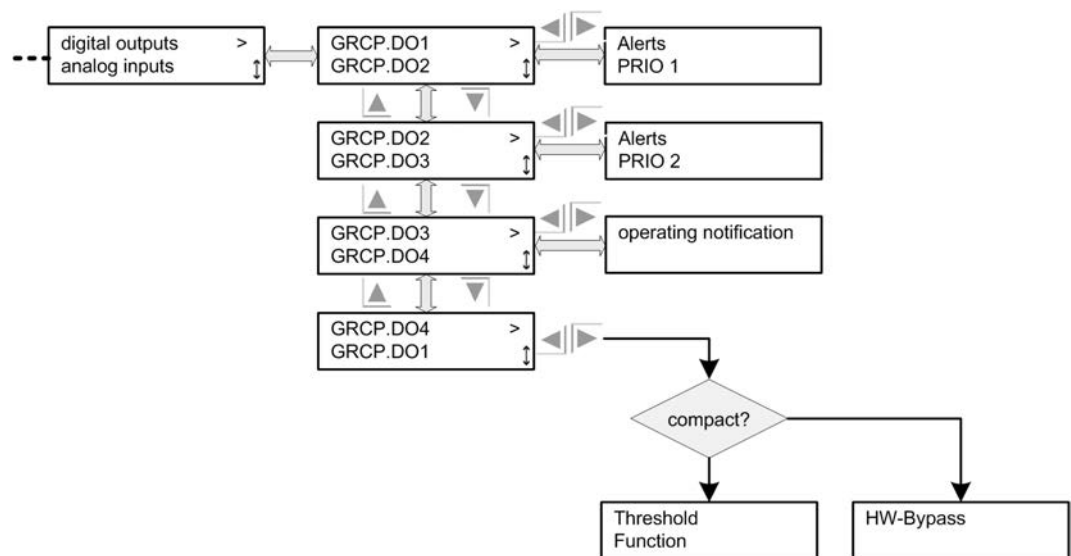 digital outputs >
analog inputs
GRCP.DO1 >
GRCP.DO2
Alerts
PRIO 1
GRCP.DO2 >
GRCP.DO3
Alerts
PRIO 2
GRCP.DO3 >
GRCP.DO4
operating notification
GRCP.DO4 >
GRCP.DO1
compact?
Threshold
Function
HW-Bypass